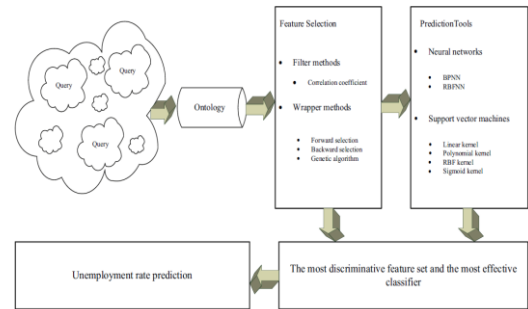 Query
Query
Query
Ontology
Feature Selection
• Filter methods
• Correlation coefficient
• Wrapper methods
• Forward selection
• Backward selection
• Genetic algorithm
PredictionTools
• Neural networks
• BPNN
• RBFNN
• Support vector machines
• Linear kernel
• Polynomial kernel
• RBF kernel
• Sigmoid kernel
Unemployment rate prediction
The most discriminative feature set and the most effective
classifier